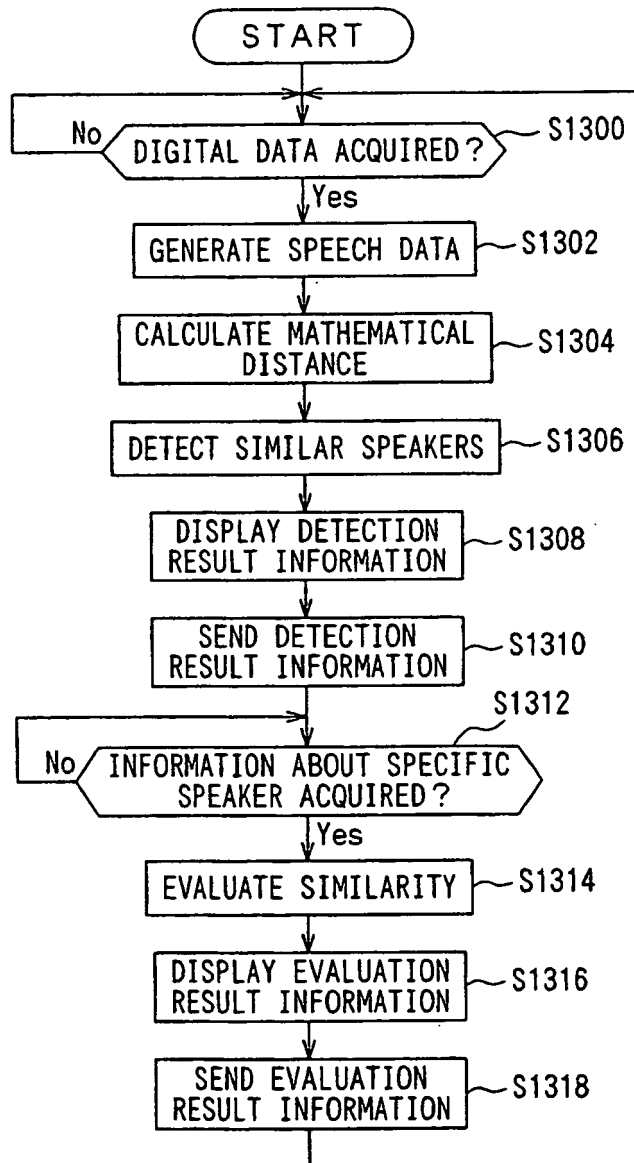 START
No
DIGITAL DATA ACQUIRED?
S1300
Yes
GENERATE SPEECH DATA
S1302
CALCULATE MATHEMATICAL
DISTANCE
S1304
DETECT SIMILAR SPEAKERS
S1306
DISPLAY DETECTION
RESULT INFORMATION
S1308
SEND DETECTION
RESULT INFORMATION
S1310
S1312
No
INFORMATION ABOUT SPECIFIC
SPEAKER ACQUIRED?
Yes
EVALUATE SIMILARITY
S1314
DISPLAY EVALUATION
RESULT INFORMATION
S1316
SEND EVALUATION
RESULT INFORMATION
S1318